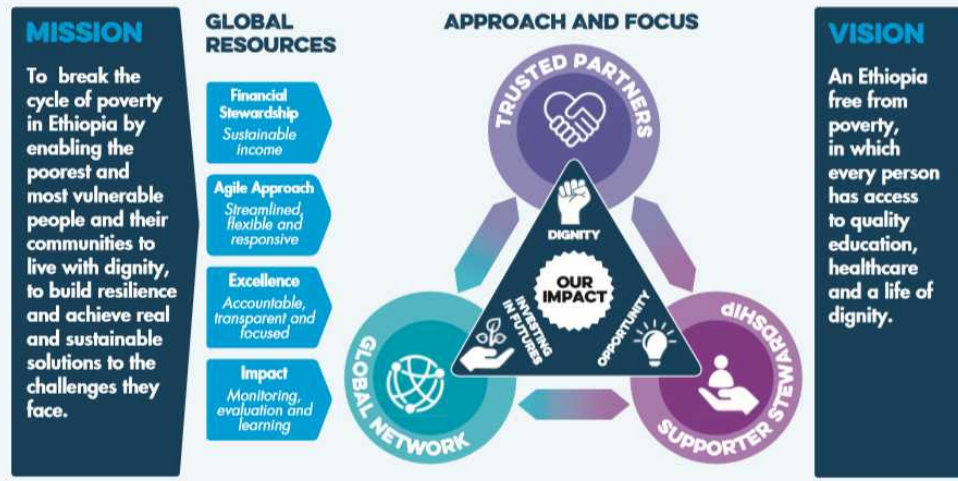 MISSION
To break the
cycle of poverty
in Ethiopia by
enabling the
poorest and
most vulnerable
people and their
communities to
live with dignity,
to build resilience
and achieve real
and sustainable
solutions to the
challenges they
face.
GLOBAL
RESOURCES
Financial
Stewardship
Sustainable
income
Agile Approach
Streamlined,
flexible and
responsive
Excellence
Accountable,
transparent and
focused
Impact
Monitoring,
evaluation and
learning
APPROACH AND FOCUS
TRUSTED PARTNERS
DIGNITY
OUR
IMPACT
INVESTING
IN FUTURES
OPPORTUNITY
GLOBAL NETWORK
SUPPORTER STEWARDSHIP
VISION
An Ethiopia
free from
poverty,
in which
every person
has access
to quality
education,
healthcare
and a life of
dignity.